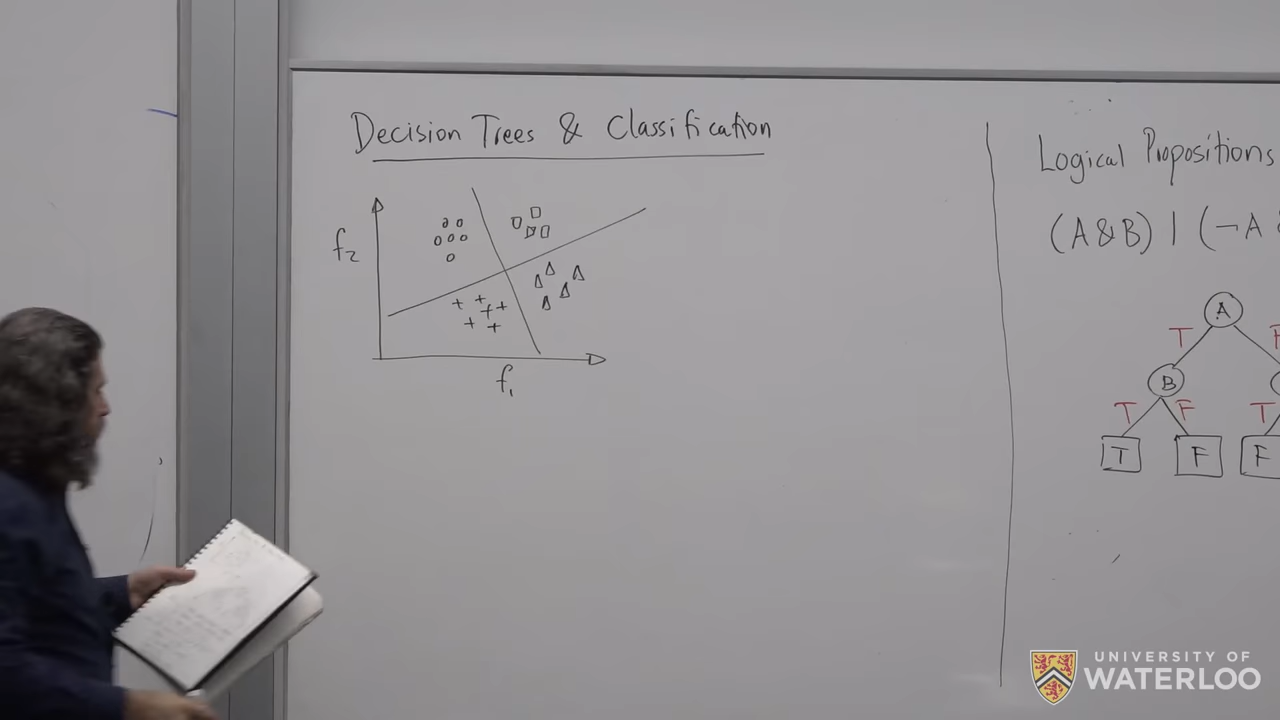 Decision Trees & Classification
f₂
f₁
Logical Propositions
(A&B) | (¬A
A
T
B
T F T
T F F
UNIVERSITY OF
WATERLOO